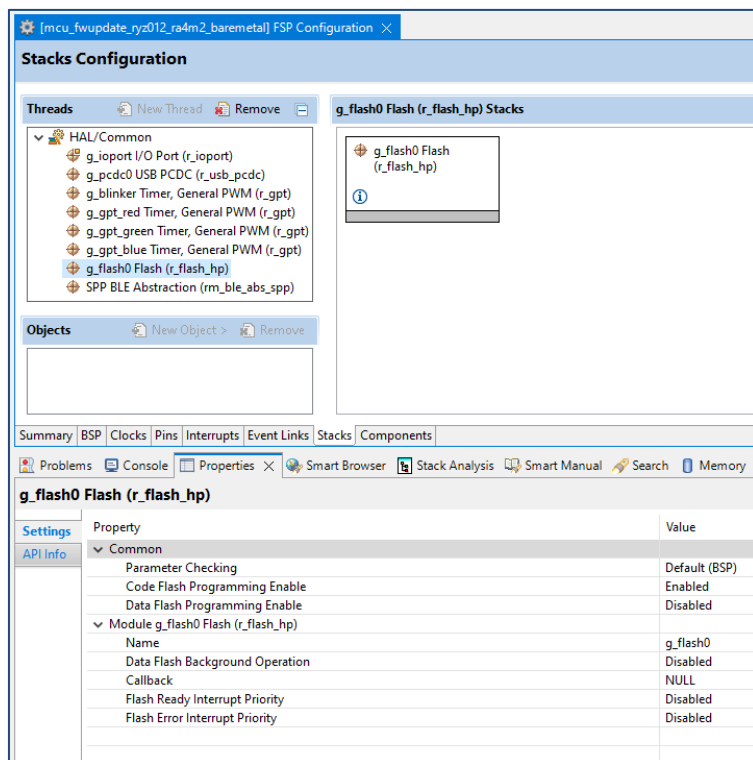 [mcu_fwupdate_ryz012_ra4m2_baremetal] FSP Configuration
Stacks Configuration
Threads New Thread Remove
HAL/Common
g_ioport I/O Port (r_ioport)
g_pcdc0 USB PCDC (r_usb_pcdc)
g_blinker Timer, General PWM (r_gpt)
g_gpt_red Timer, General PWM (r_gpt)
g_gpt_green Timer, General PWM (r_gpt)
g_gpt_blue Timer, General PWM (r_gpt)
g_flash0 Flash (r_flash_hp)
SPP BLE Abstraction (rm_ble_abs_spp)
Objects New Object > Remove
g_flash0 Flash (r_flash_hp) Stacks
g_flash0 Flash
(r_flash_hp)
Summary BSP Clocks Pins Interrupts Event Links Stacks Components
Problems Console Properties Smart Browser Stack Analysis Smart Manual Search Memory
g_flash0 Flash (r_flash_hp)
Settings
API Info
Property Value
Common
Parameter Checking Default (BSP)
Code Flash Programming Enable Enabled
Data Flash Programming Enable Disabled
Module g_flash0 Flash (r_flash_hp)
Name g_flash0
Data Flash Background Operation Disabled
Callback NULL
Flash Ready Interrupt Priority Disabled
Flash Error Interrupt Priority Disabled